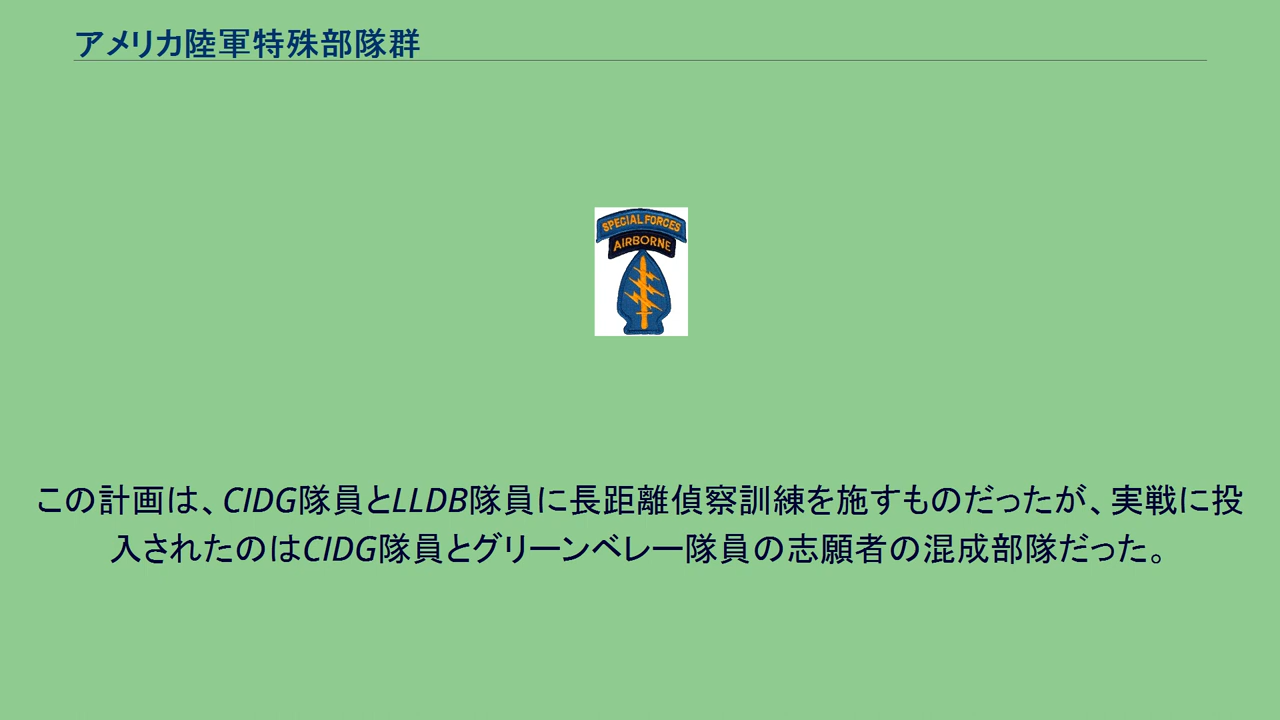 アメリカ陸軍特殊部隊群
SPECIAL FORCES
AIRBORNE
この計画は、CIDG隊員とLLDB隊員に長距離偵察訓練を施すものだったが、実戦に投
入されたのはCIDG隊員とグリーンベレー隊員の志願者の混成部隊だった。